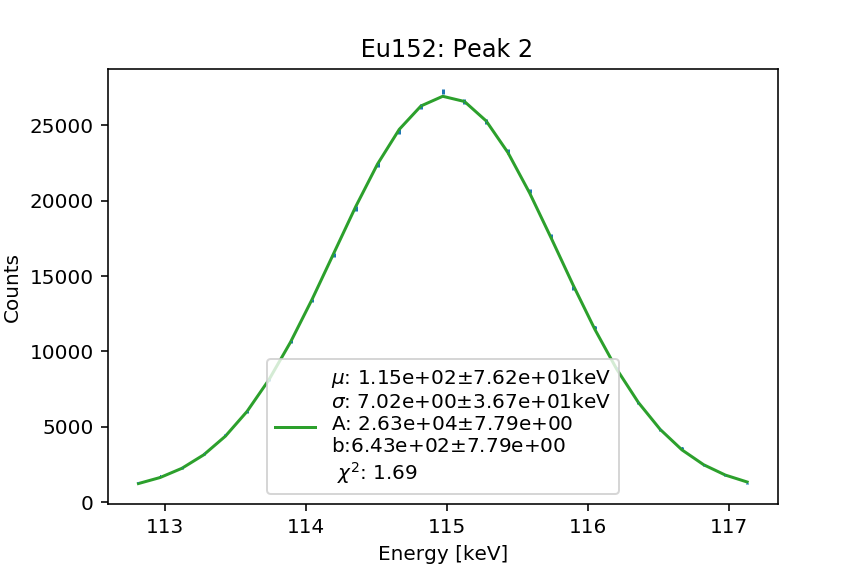 Eu152: Peak 2
Counts
25000
20000
15000
10000
5000
0
μ: 1.15e+02±7.62e+01keV
σ: 7.02e+00±3.67e+01keV
A: 2.63e+04±7.79e+00
b:6.43e+02±7.79e+00
χ²: 1.69
113 114 115 116 117
Energy [keV]